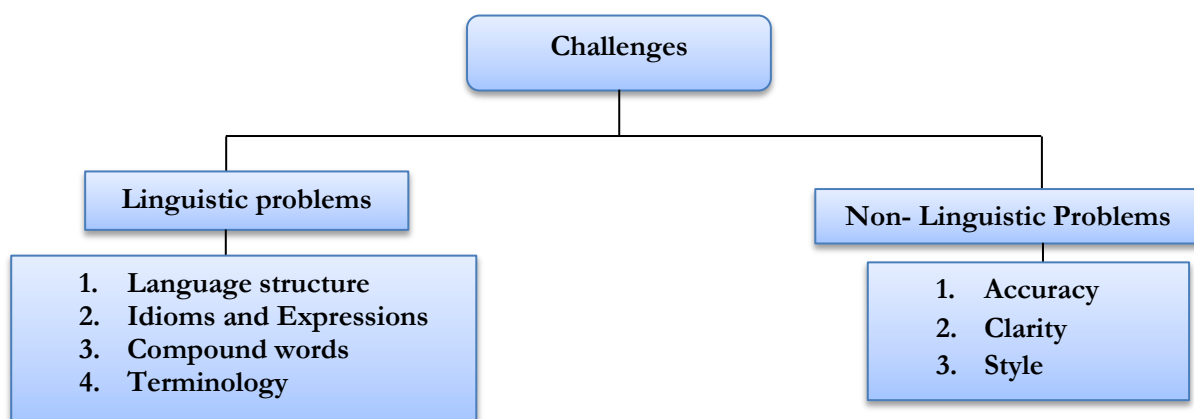 Challenges
Linguistic problems
Non- Linguistic Problems
1. Language structure
2. Idioms and Expressions
3. Compound words
4. Terminology
1. Accuracy
2. Clarity
3. Style